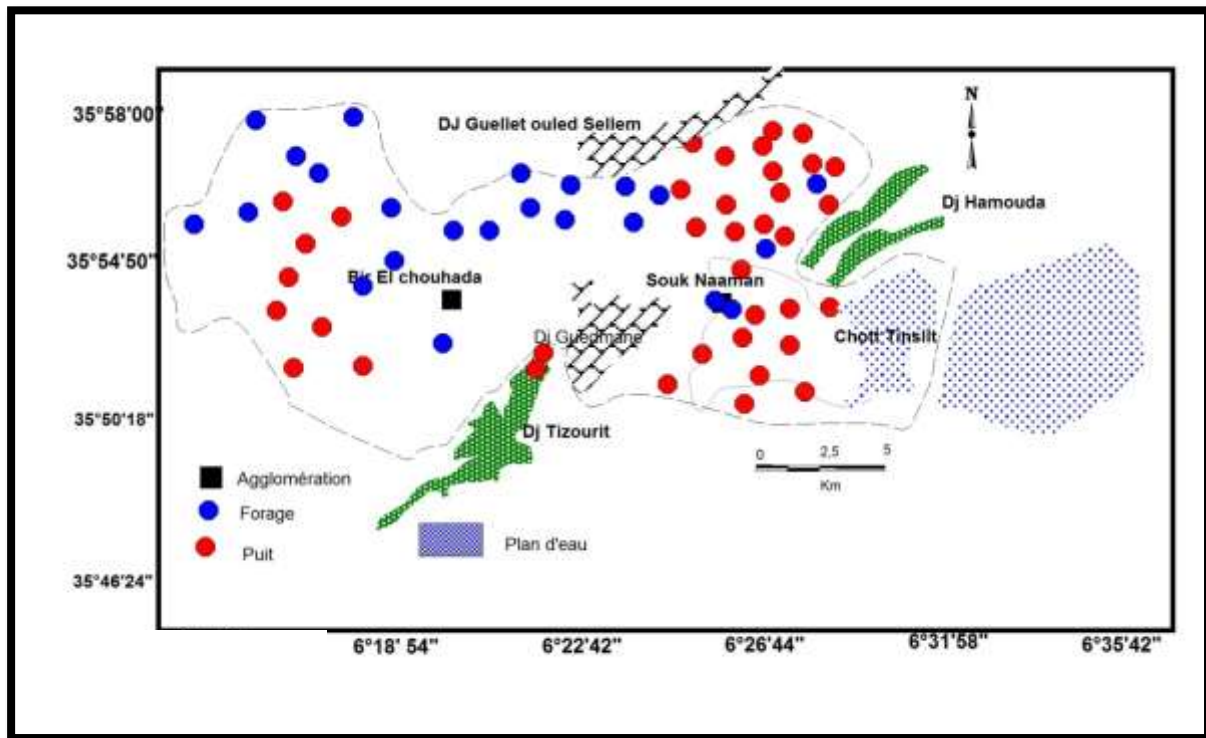 35°58'00"
DJ Guellet ouled Sellem
N
Dj Hamouda
35°54'50"
Bir El chouhada
Souk Naaman
Dj Guedmane
Chott Tinsilt
35°50'18"
Dj Tizourit
0 2,5 5
Km
Agglomération
Forage
Puit
Plan d'eau
35°46'24"
6°18' 54" 6°22'42" 6°26'44" 6°31'58" 6°35'42"